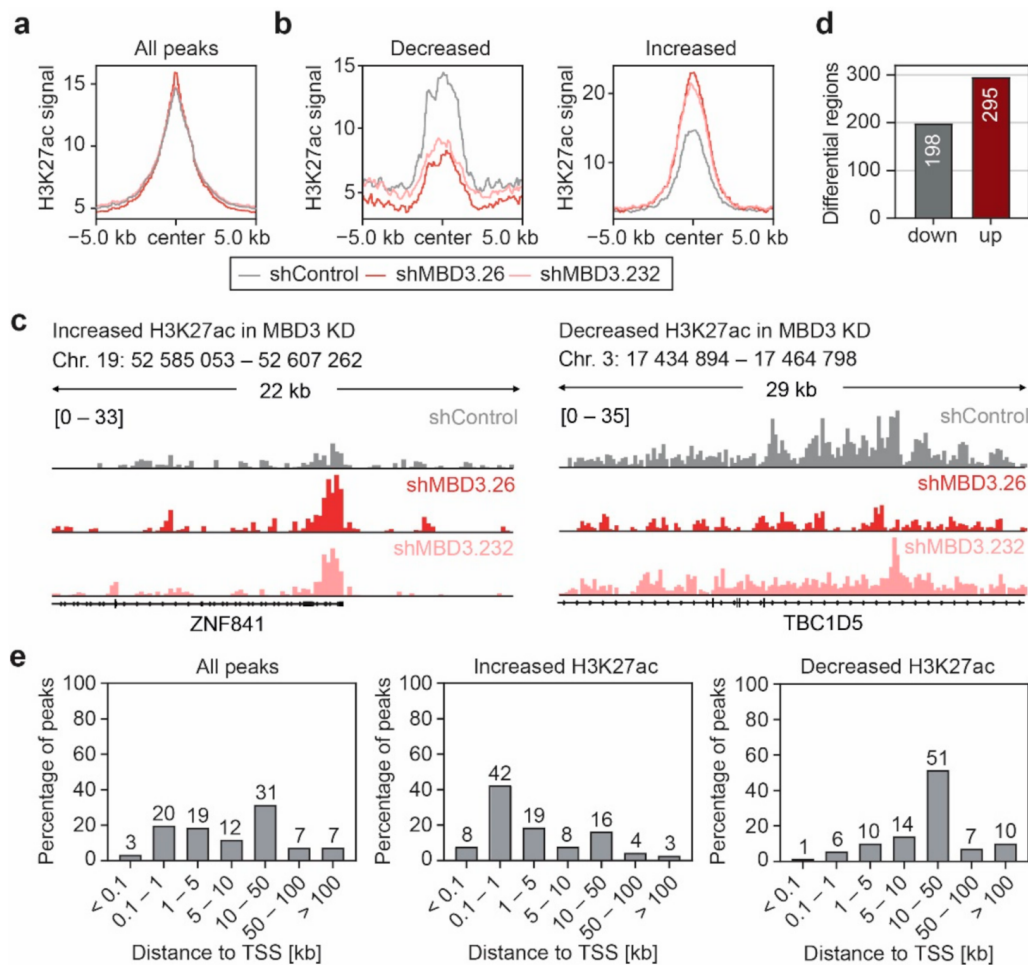 a
All peaks
H3K27ac signal
15
10
5
−5.0 kb center 5.0 kb
b
Decreased
H3K27ac signal
15
10
5
−5.0 kb center 5.0 kb
Increased
H3K27ac signal
20
10
−5.0 kb center 5.0 kb
shControl shMBD3.26 shMBD3.232
d
Differential regions
300
200
100
0
198
295
down up
c
Increased H3K27ac in MBD3 KD
Chr. 19: 52 585 053 – 52 607 262
22 kb
[0 – 33]
shControl
shMBD3.26
shMBD3.232
ZNF841
Decreased H3K27ac in MBD3 KD
Chr. 3: 17 434 894 – 17 464 798
29 kb
[0 – 35]
shControl
shMBD3.26
shMBD3.232
TBC1D5
e
All peaks
Percentage of peaks
100
80
60
40
20
0
3 20 19 12 31 7 7
< 0.1 0.1 – 1 1 – 5 5 – 10 10 – 50 50 – 100 > 100
Distance to TSS [kb]
Increased H3K27ac
Percentage of peaks
100
80
60
40
20
0
8 42 19 8 16 4 3
< 0.1 0.1 – 1 1 – 5 5 – 10 10 – 50 50 – 100 > 100
Distance to TSS [kb]
Decreased H3K27ac
Percentage of peaks
100
80
60
40
20
0
1 6 10 14 51 7 10
< 0.1 0.1 – 1 1 – 5 5 – 10 10 – 50 50 – 100 > 100
Distance to TSS [kb]